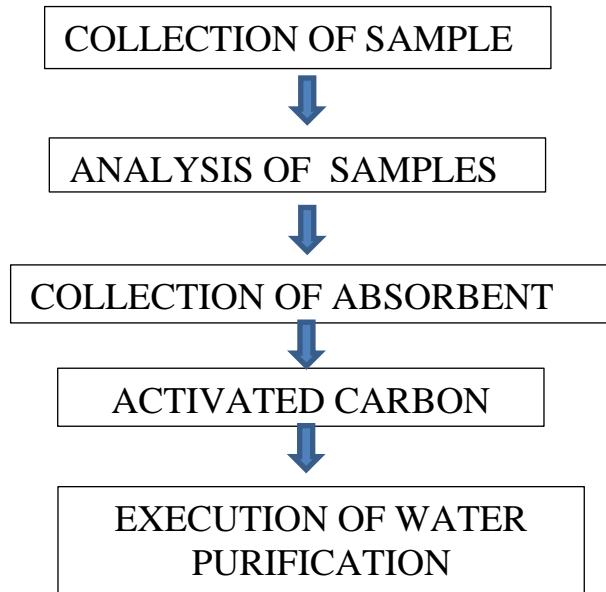 COLLECTION OF SAMPLE
ANALYSIS OF SAMPLES
COLLECTION OF ABSORBENT
ACTIVATED CARBON
EXECUTION OF WATER
PURIFICATION